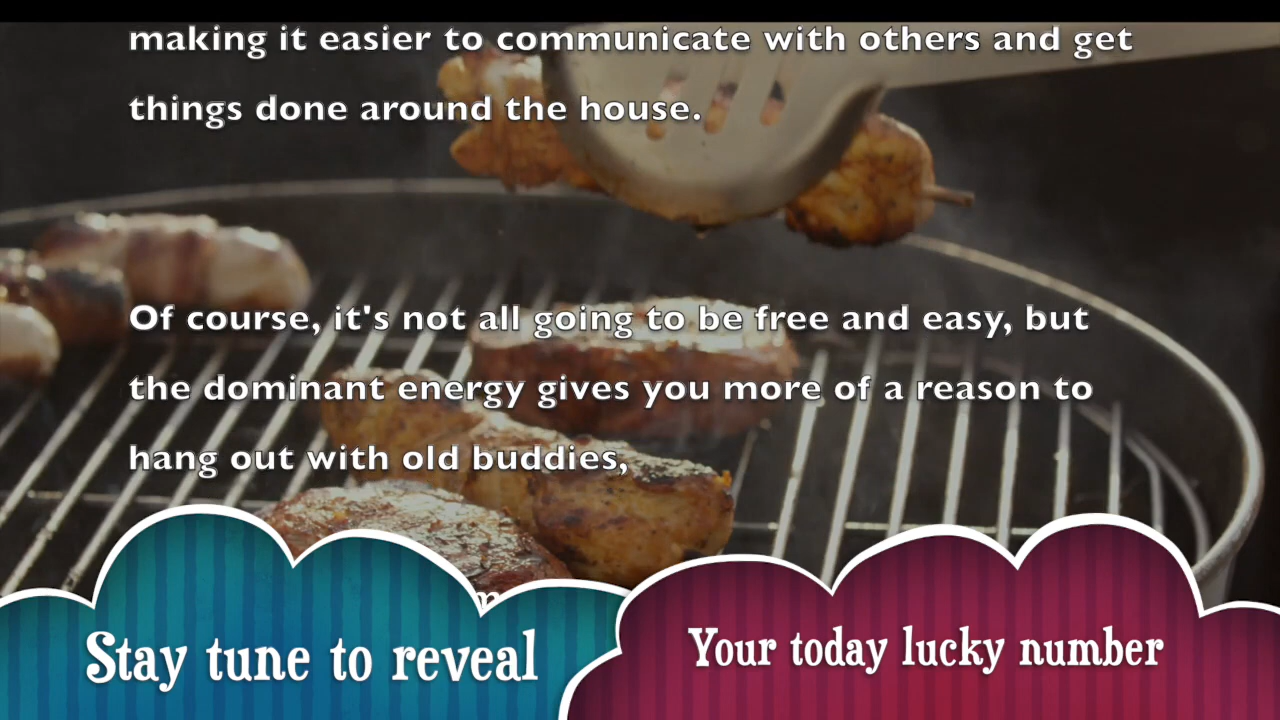 making it easier to communicate with others and get
things done around the house.
Of course, it's not all going to be free and easy, but
the dominant energy gives you more of a reason to
hang out with old buddies,
Stay tune to reveal
Your today lucky number